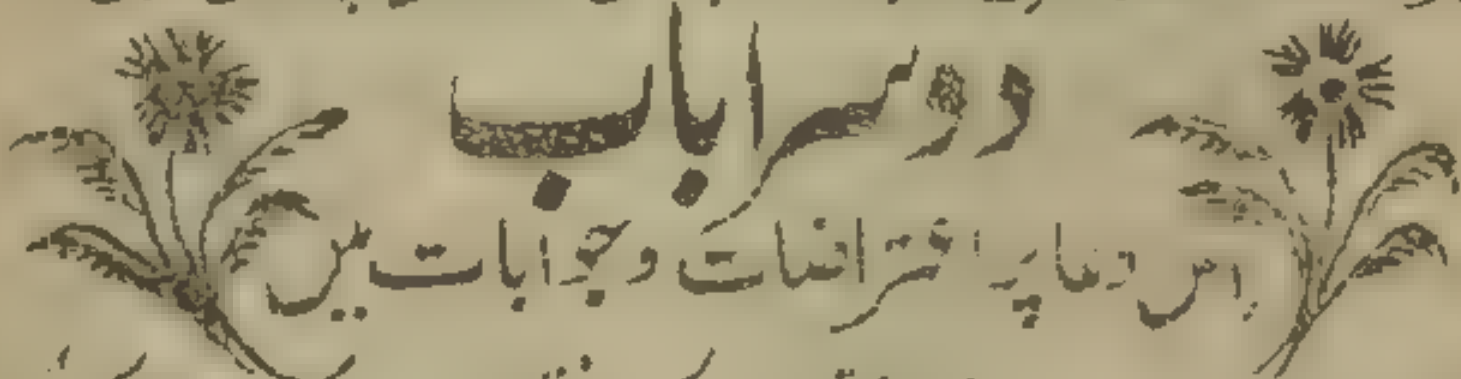 دوسرا باب
اس دعا پر اعتراضات و جوابات میں